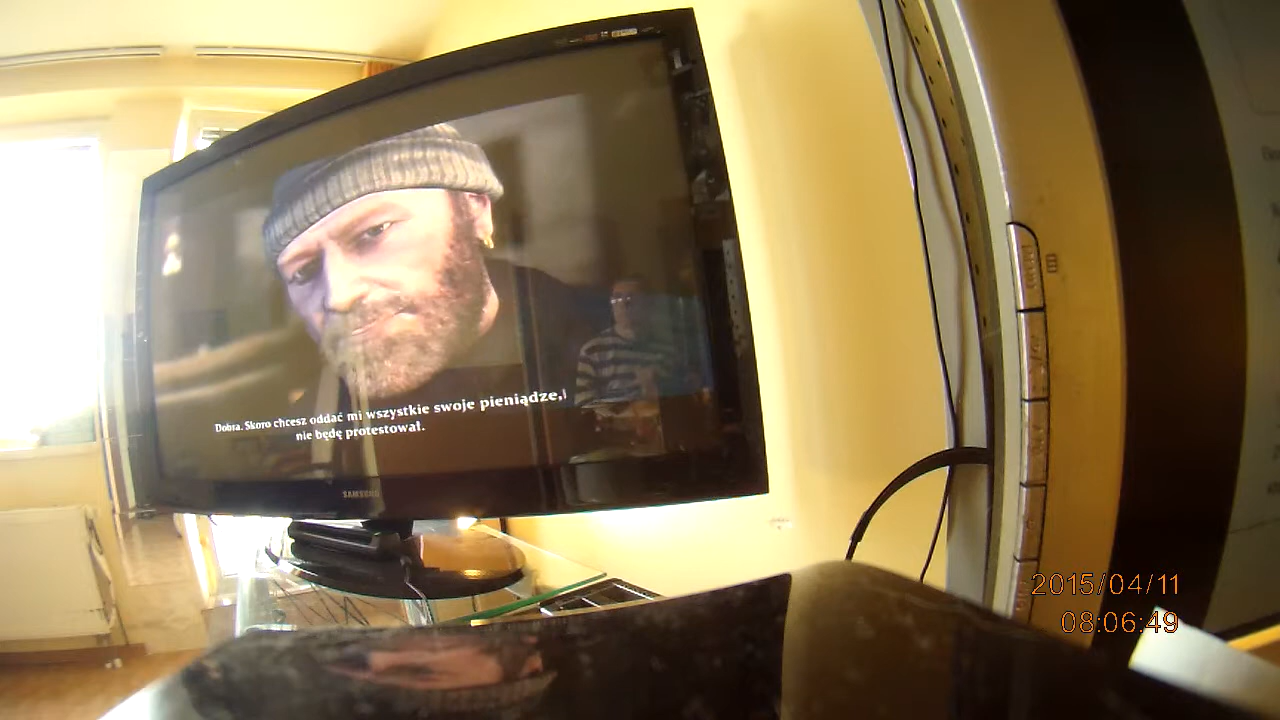 Dobra. Skoro chcesz oddać mi wszystkie swoje pieniądze,
nie będę protestował.
SAMSUNG
2015/04/11
08:06:49